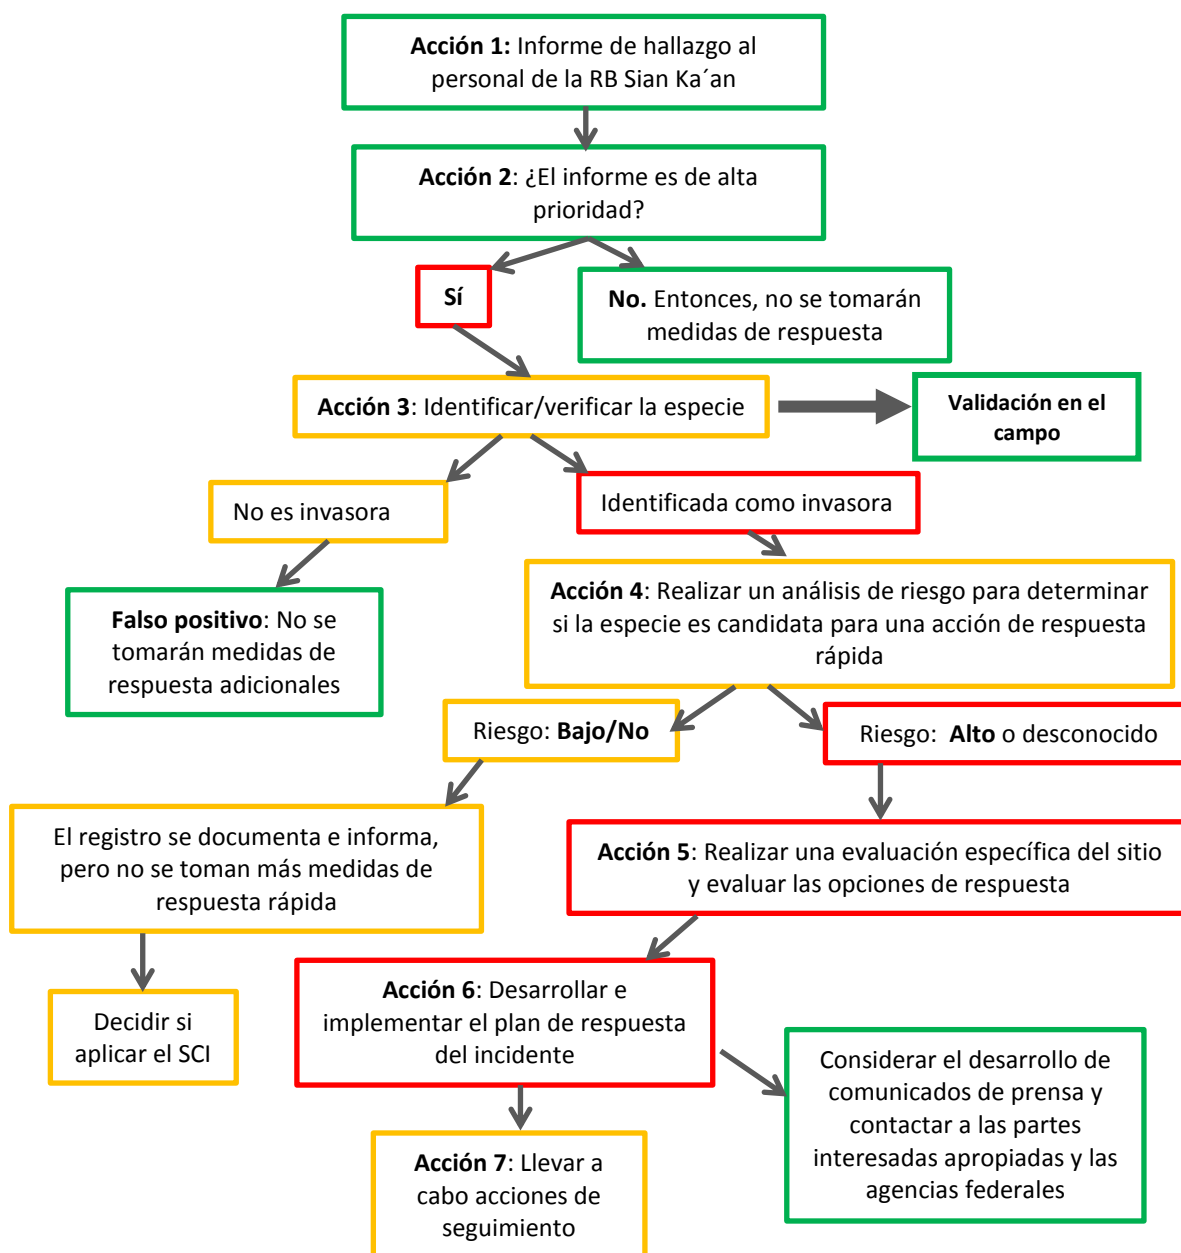 Acción 1: Informe de hallazgo al
personal de la RB Sian Ka´an
Acción 2: ¿El informe es de alta
prioridad?
Sí
No. Entonces, no se tomarán
medidas de respuesta
Acción 3: Identificar/verificar la especie
Validación en el
campo
No es invasora
Identificada como invasora
Falso positivo: No se
tomarán medidas de
respuesta adicionales
Acción 4: Realizar un análisis de riesgo para determinar
si la especie es candidata para una acción de respuesta
rápida
Riesgo: Bajo/No
Riesgo: Alto o desconocido
El registro se documenta e informa,
pero no se toman más medidas de
respuesta rápida
Acción 5: Realizar una evaluación específica del sitio
y evaluar las opciones de respuesta
Decidir si
aplicar el SCI
Acción 6: Desarrollar e
implementar el plan de respuesta
del incidente
Considerar el desarrollo de
comunicados de prensa y
contactar a las partes
interesadas apropiadas y las
agencias federales
Acción 7: Llevar a
cabo acciones de
seguimiento